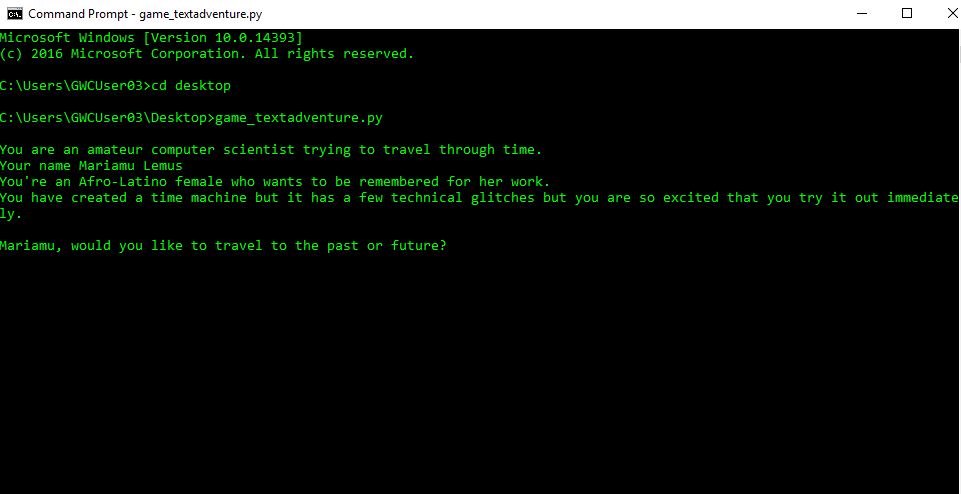 Command Prompt - game_textadventure.py
Microsoft Windows [Version 10.0.14393]
(c) 2016 Microsoft Corporation. All rights reserved.
C:\Users\GWCUser03>cd desktop
C:\Users\GWCUser03\Desktop>game_textadventure.py
You are an amateur computer scientist trying to travel through time.
Your name Mariamu Lemus
You're an Afro-Latino female who wants to be remembered for her work.
You have created a time machine but it has a few technical glitches but you are so excited that you try it out immediate
ly.
Mariamu, would you like to travel to the past or future?